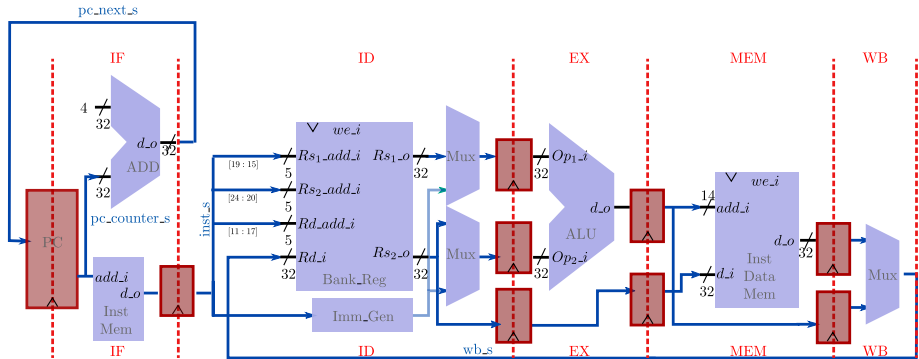 pc_next_s
IF
ID
EX
MEM
WB
4
32
d_o
32
ADD
32
pc_counter_s
PC
add_i
d_o
Inst
Mem
inst_s
we_i
[19 : 15]
5
Rs1_add_i
Rs1_o
32
[24 : 20]
5
Rs2_add_i
[11 : 17]
5
Rd_add_i
32
Rd_i
Rs2_o
32
Bank_Reg
Imm_Gen
Mux
Mux
32
Op1_i
d_o
ALU
32
Op2_i
we_i
14
32
add_i
d_o
32
32
d_i
Inst
Data
Mem
Mux
wb_s
IF
ID
EX
MEM
WB